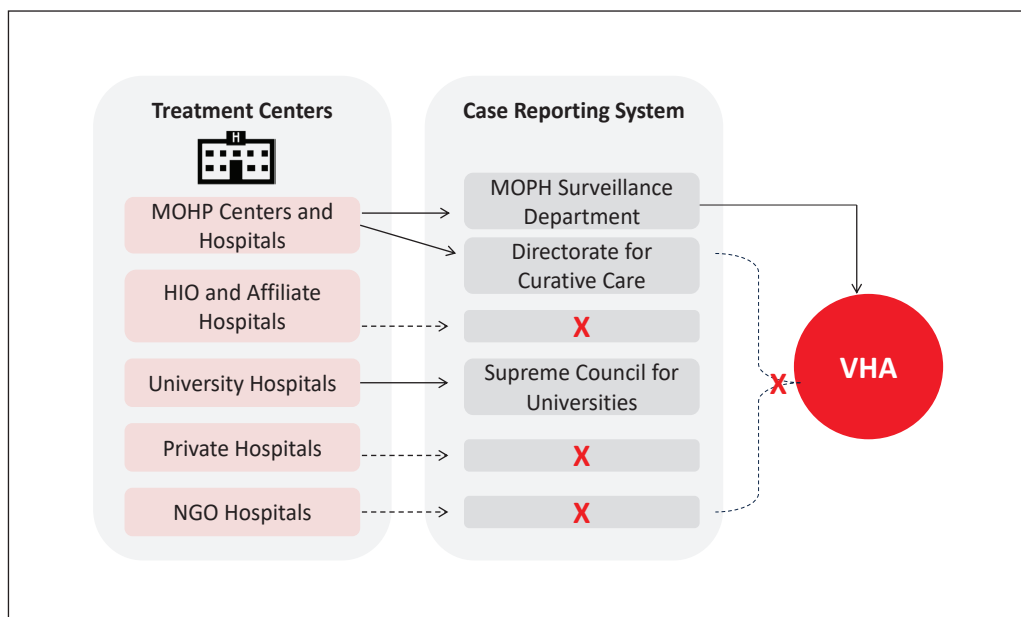 Treatment Centers
H
MOHP Centers and
Hospitals
HIO and Affiliate
Hospitals
University Hospitals
Private Hospitals
NGO Hospitals
Case Reporting System
MOPH Surveillance
Department
Directorate for
Curative Care
X
Supreme Council for
Universities
X
X
X
VHA